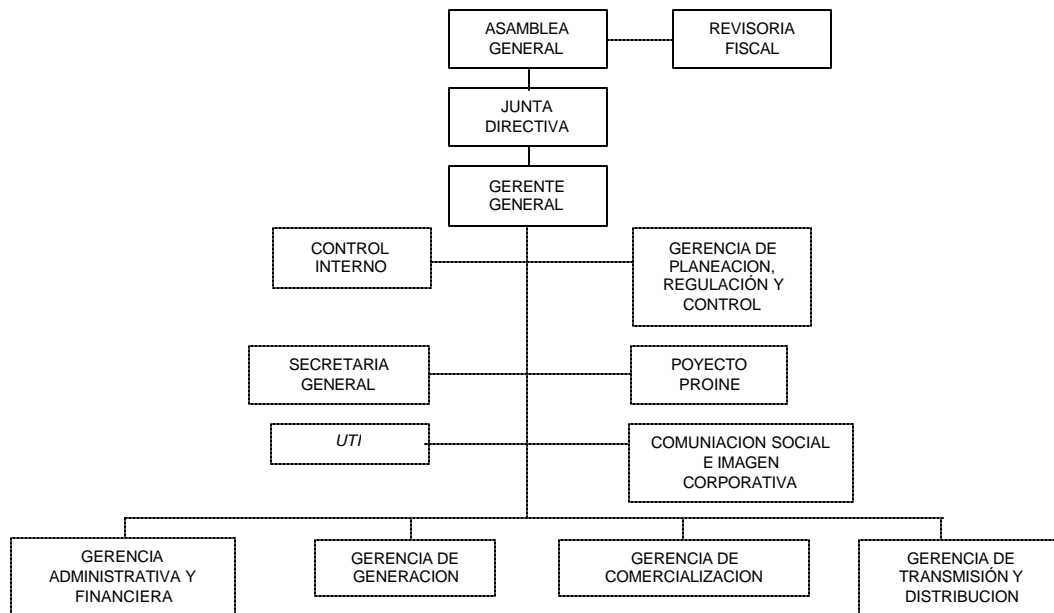 ASAMBLEA
GENERAL
REVISORIA
FISCAL
JUNTA
DIRECTIVA
GERENTE
GENERAL
CONTROL
INTERNO
GERENCIA DE
PLANEACION,
REGULACIÓN Y
CONTROL
SECRETARIA
GENERAL
POYECTO
PROINE
UTI
COMUNIACION SOCIAL
E IMAGEN
CORPORATIVA
GERENCIA
ADMINISTRATIVA Y
FINANCIERA
GERENCIA DE
GENERACION
GERENCIA DE
COMERCIALIZACION
GERENCIA DE
TRANSMISIÓN Y
DISTRIBUCION